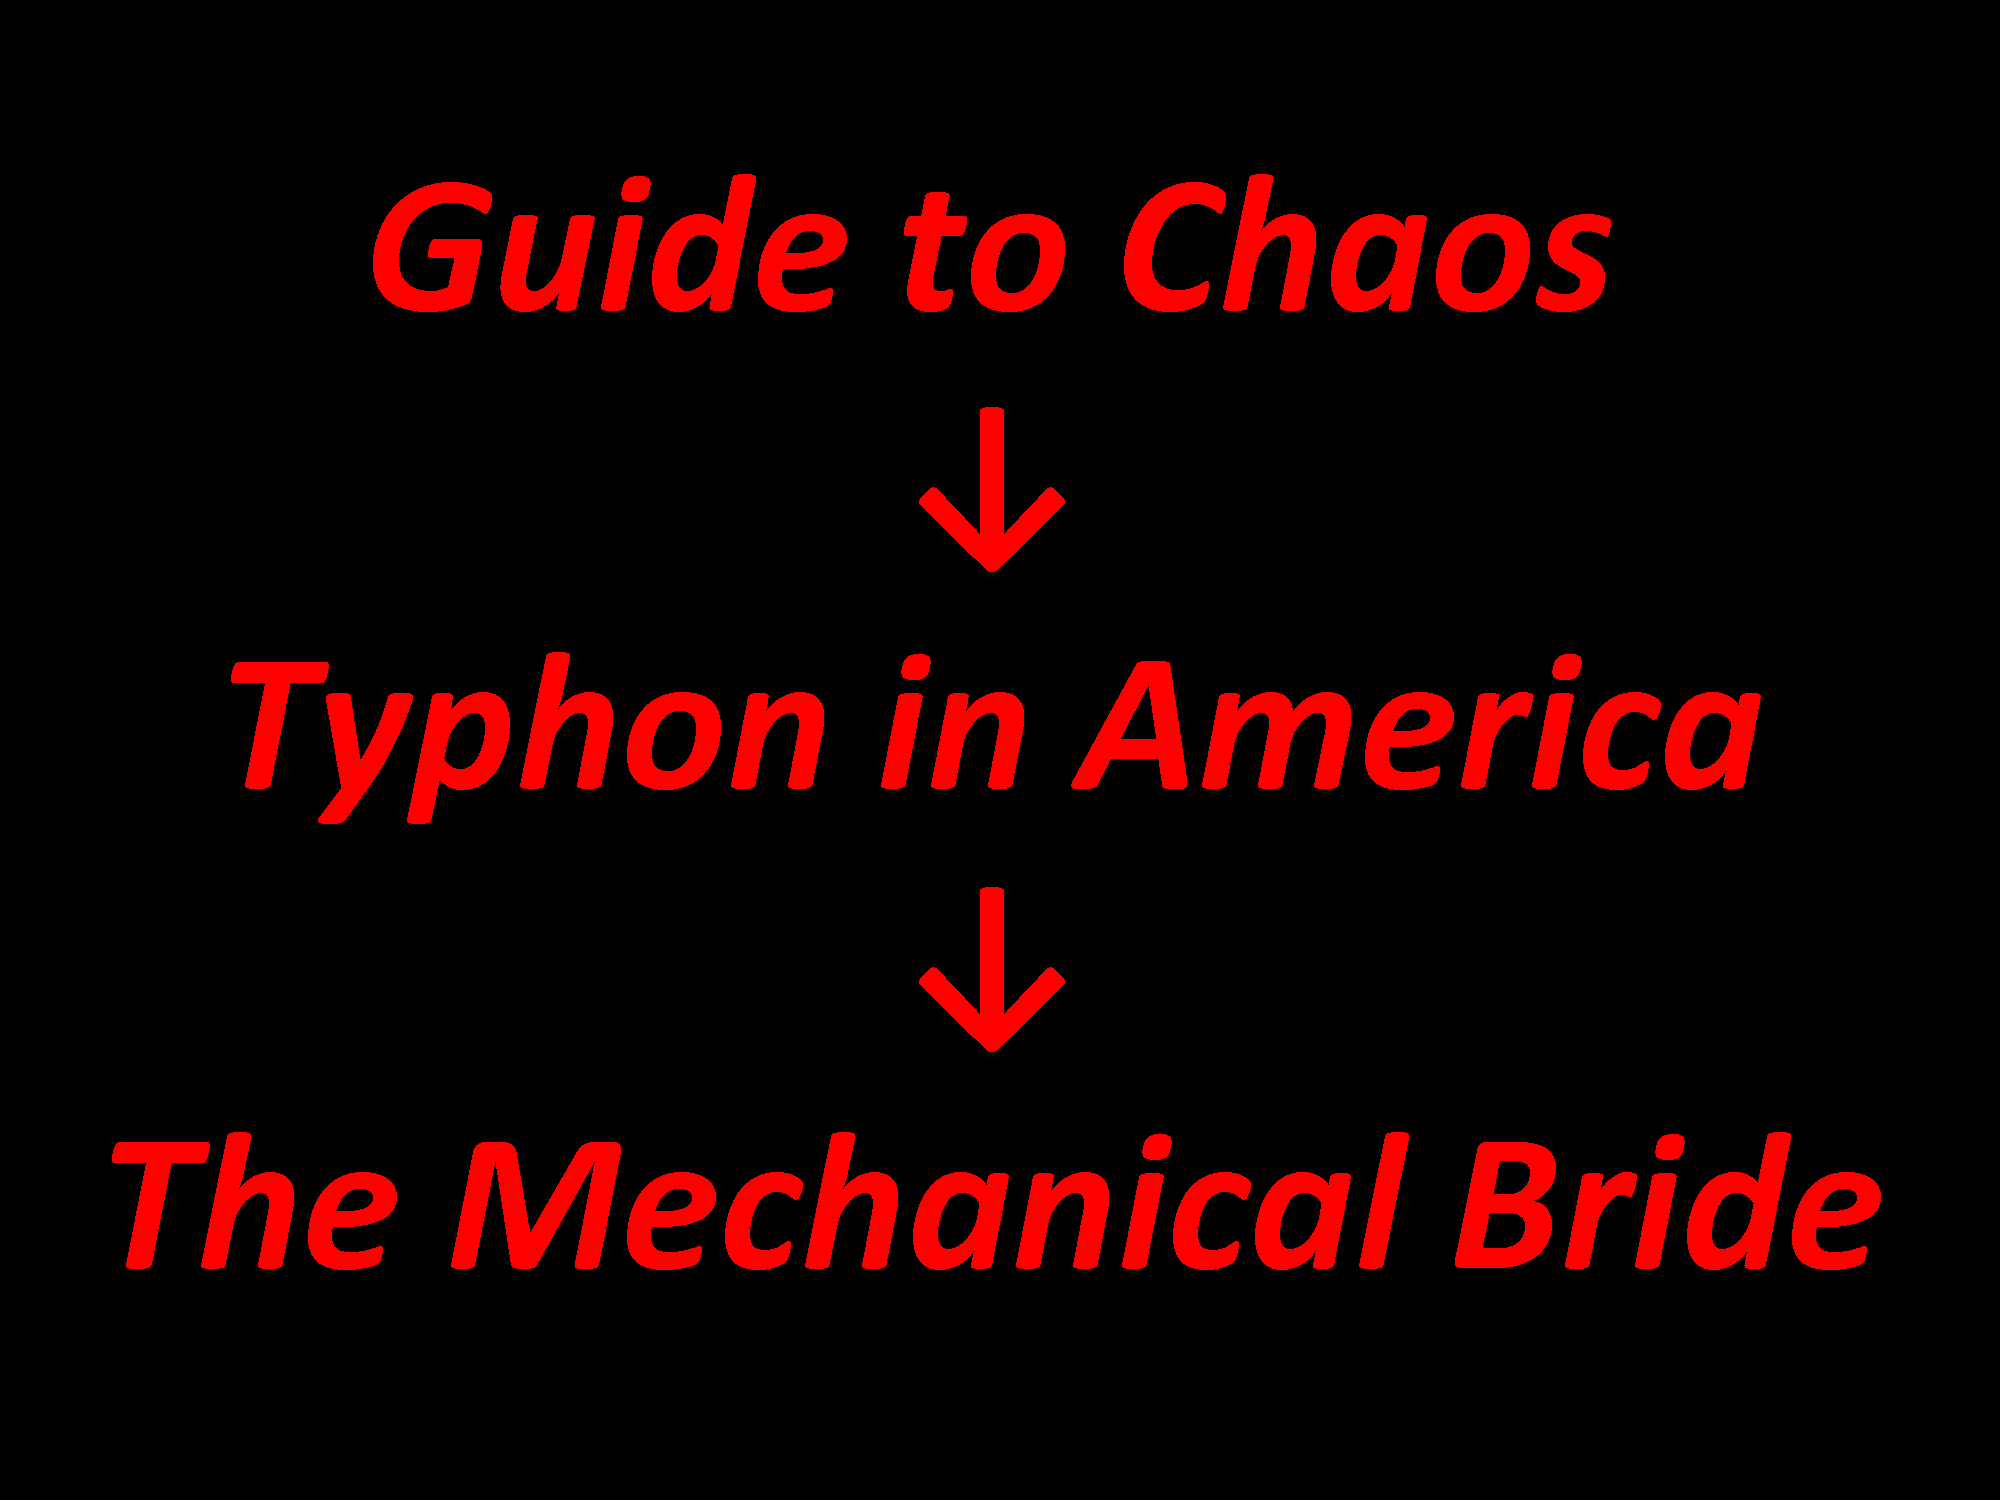 Guide to Chaos
↓
Typhon in America
↓
The Mechanical Bride